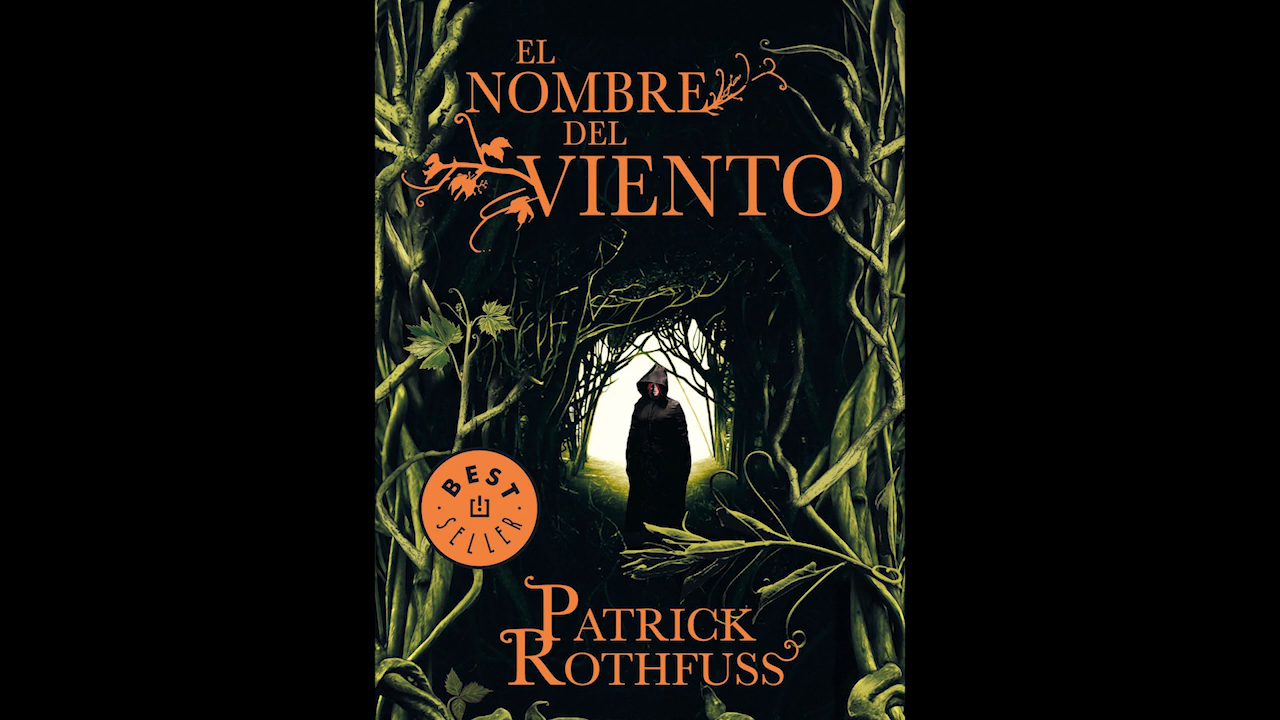 EL
NOMBRE
DEL
VIENTO
BEST
SELLER
PATRICK
ROTHFUSS